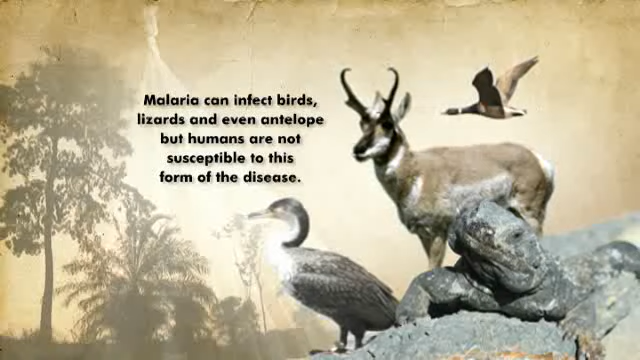 Malaria can infect birds,
lizards and even antelope
but humans are not
susceptible to this
form of the disease.